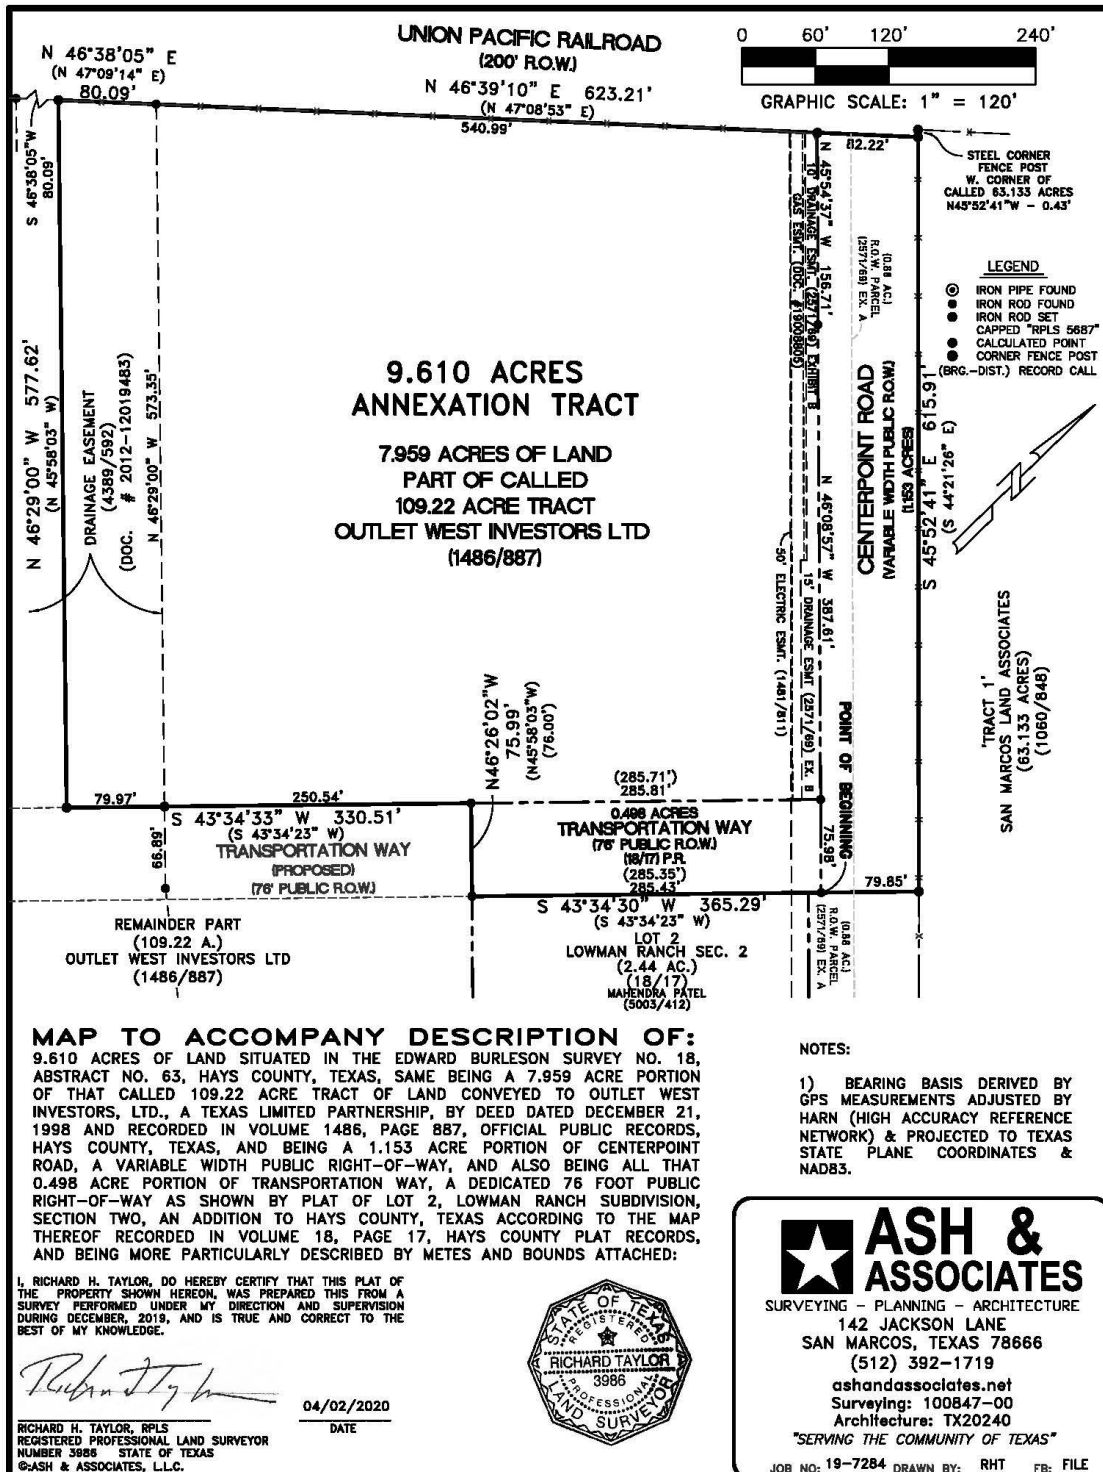 UNION PACIFIC RAILROAD
(200' R.O.W.)
N 46°38'05" E
(N 47°09'14" E)
80.09'
N 46°39'10" E 623.21'
(N 47°08'53" E)
540.99'
82.22'
0 60' 120' 240'
GRAPHIC SCALE: 1" = 120'
STEEL CORNER
FENCE POST
W. CORNER OF
CALLED 63.133 ACRES
N45°52'41"W - 0.43'
S 46°38'05"W
80.09'
N 46°29'00" W 577.62'
(N 45°58'03" W)
DRAINAGE EASEMENT
(4389/592)
(DOC. # 2012-12019483)
N 46°29'00" W 573.35'
9.610 ACRES
ANNEXATION TRACT
7.959 ACRES OF LAND
PART OF CALLED
109.22 ACRE TRACT
OUTLET WEST INVESTORS LTD
(1486/887)
N 45°54'37" W 156.71'
10' DRAINAGE ESMT. (2571/69) EXHIBIT B
GAS ESMT. (DOC. #19008805)
(0.88 AC.)
R.O.W. PARCEL
(2571/69) EX. A
CENTERPOINT ROAD
(VARIABLE WIDTH PUBLIC R.O.W.)
(1.153 ACRES)
S 45°52'41" E 615.91'
(S 44°21'26" E)
N 46°08'57" W 387.61'
50' ELECTRIC ESMT. (1481/811)
15' DRAINAGE ESMT (2571/69) EX. B
POINT OF BEGINNING
LEGEND
IRON PIPE FOUND
IRON ROD FOUND
IRON ROD SET
CAPPED "RPLS 5687"
CALCULATED POINT
CORNER FENCE POST
(BRG.-DIST.) RECORD CALL
'TRACT 1'
SAN MARCOS LAND ASSOCIATES
(63.133 ACRES)
(1060/848)
N46°26'02"W
75.99'
(N45°58'03"W)
(76.00')
79.97'
250.54'
S 43°34'33" W 330.51'
(S 43°34'23" W)
TRANSPORTATION WAY
(PROPOSED)
(76' PUBLIC R.O.W.)
66.89'
(285.71')
285.81'
0.498 ACRES
TRANSPORTATION WAY
(76' PUBLIC R.O.W.)
(18/17) P.R.
(285.35')
285.43'
75.98'
79.85'
S 43°34'30" W 365.29'
(S 43°34'23" W)
LOT 2
LOWMAN RANCH SEC. 2
(2.44 AC.)
(18/17)
MAHENDRA PATEL
(5003/412)
(0.88 AC.)
R.O.W. PARCEL
(2571/69) EX. A
REMAINDER PART
(109.22 A.)
OUTLET WEST INVESTORS LTD
(1486/887)
MAP TO ACCOMPANY DESCRIPTION OF:
9.610 ACRES OF LAND SITUATED IN THE EDWARD BURLESON SURVEY NO. 18,
ABSTRACT NO. 63, HAYS COUNTY, TEXAS, SAME BEING A 7.959 ACRE PORTION
OF THAT CALLED 109.22 ACRE TRACT OF LAND CONVEYED TO OUTLET WEST
INVESTORS, LTD., A TEXAS LIMITED PARTNERSHIP, BY DEED DATED DECEMBER 21,
1998 AND RECORDED IN VOLUME 1486, PAGE 887, OFFICIAL PUBLIC RECORDS,
HAYS COUNTY, TEXAS, AND BEING A 1.153 ACRE PORTION OF CENTERPOINT
ROAD, A VARIABLE WIDTH PUBLIC RIGHT-OF-WAY, AND ALSO BEING ALL THAT
0.498 ACRE PORTION OF TRANSPORTATION WAY, A DEDICATED 76 FOOT PUBLIC
RIGHT-OF-WAY AS SHOWN BY PLAT OF LOT 2, LOWMAN RANCH SUBDIVISION,
SECTION TWO, AN ADDITION TO HAYS COUNTY, TEXAS ACCORDING TO THE MAP
THEREOF RECORDED IN VOLUME 18, PAGE 17, HAYS COUNTY PLAT RECORDS,
AND BEING MORE PARTICULARLY DESCRIBED BY METES AND BOUNDS ATTACHED:
NOTES:
1) BEARING BASIS DERIVED BY
GPS MEASUREMENTS ADJUSTED BY
HARN (HIGH ACCURACY REFERENCE
NETWORK) & PROJECTED TO TEXAS
STATE PLANE COORDINATES &
NAD83.
I, RICHARD H. TAYLOR, DO HEREBY CERTIFY THAT THIS PLAT OF
THE PROPERTY SHOWN HEREON, WAS PREPARED THIS FROM A
SURVEY PERFORMED UNDER MY DIRECTION AND SUPERVISION
DURING DECEMBER, 2019, AND IS TRUE AND CORRECT TO THE
BEST OF MY KNOWLEDGE.
04/02/2020
DATE
RICHARD H. TAYLOR, RPLS
REGISTERED PROFESSIONAL LAND SURVEYOR
NUMBER 3986 STATE OF TEXAS
©ASH & ASSOCIATES, L.L.C.
STATE OF TEXAS
REGISTERED
RICHARD TAYLOR
3986
PROFESSIONAL
LAND SURVEYOR
ASH &
ASSOCIATES
SURVEYING - PLANNING - ARCHITECTURE
142 JACKSON LANE
SAN MARCOS, TEXAS 78666
(512) 392-1719
ashandassociates.net
Surveying: 100847-00
Architecture: TX20240
"SERVING THE COMMUNITY OF TEXAS"
JOB NO: 19-7284 DRAWN BY: RHT FB: FILE